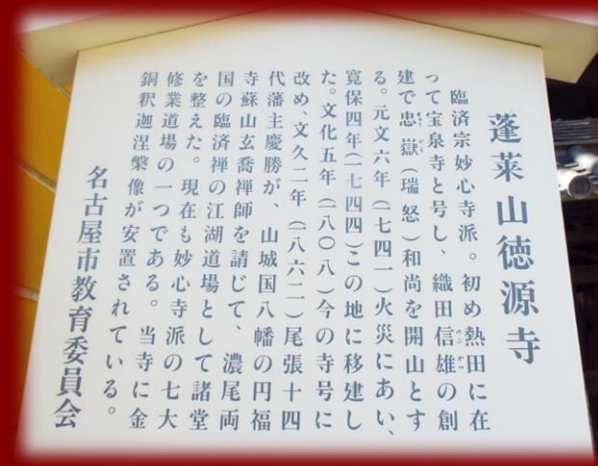 蓬莱山徳源寺
臨済宗妙心寺派。初め熱田に在
って宝泉寺と号し、織田信雄の創
建で忠嶽(瑞恕)和尚を開山とす
る。元文六年(一七四一)火災にあい、
寛保四年(一七四四)この地に移建し
た。文化五年(一八〇八)今の寺号に
改め、文久二年(一八六二)尾張十四
代藩主慶勝が、山城国八幡の円福
寺蘇山玄喬禅師を請じて、濃尾両
国の臨済禅の江湖道場として諸堂
を整えた。現在も妙心寺派の七大
修業道場の一つである。当寺に金
銅釈迦涅槃像が安置されている。
名古屋市教育委員会